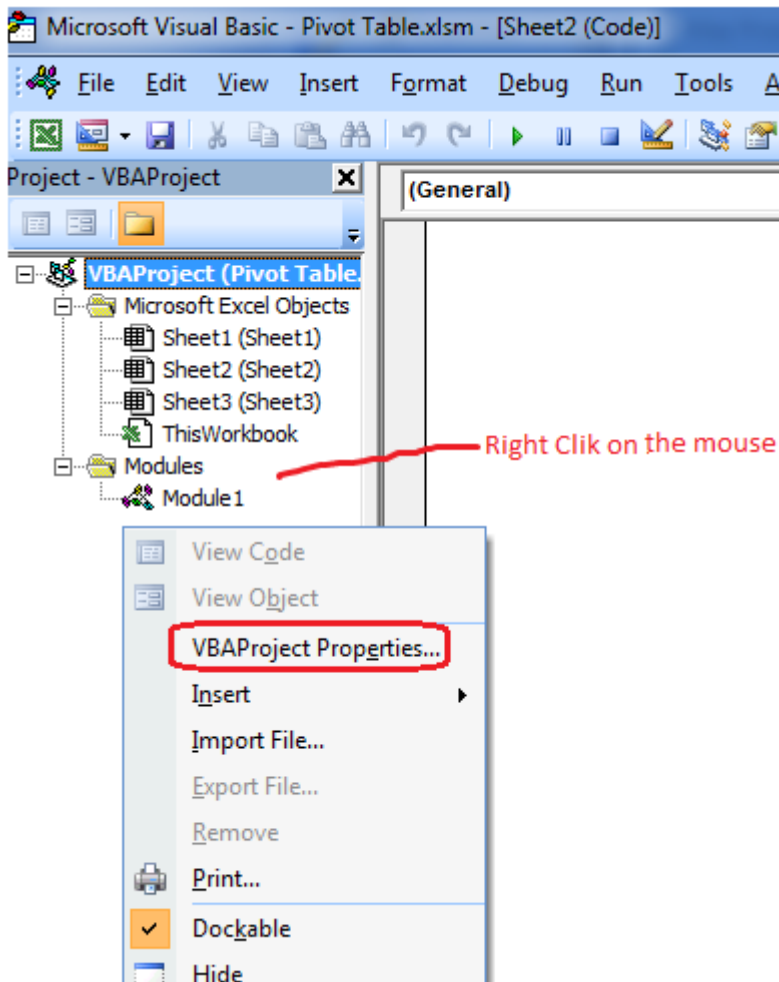 Microsoft Visual Basic - Pivot Table.xlsm - [Sheet2 (Code)]
File Edit View Insert Format Debug Run Tools A
Project - VBAProject
(General)
VBAProject (Pivot Table.
Microsoft Excel Objects
Sheet1 (Sheet1)
Sheet2 (Sheet2)
Sheet3 (Sheet3)
ThisWorkbook
Right Clik on the mouse
Modules
Module1
View Code
View Object
VBAProject Properties...
Insert
Import File...
Export File...
Remove
Print...
Dockable
Hide